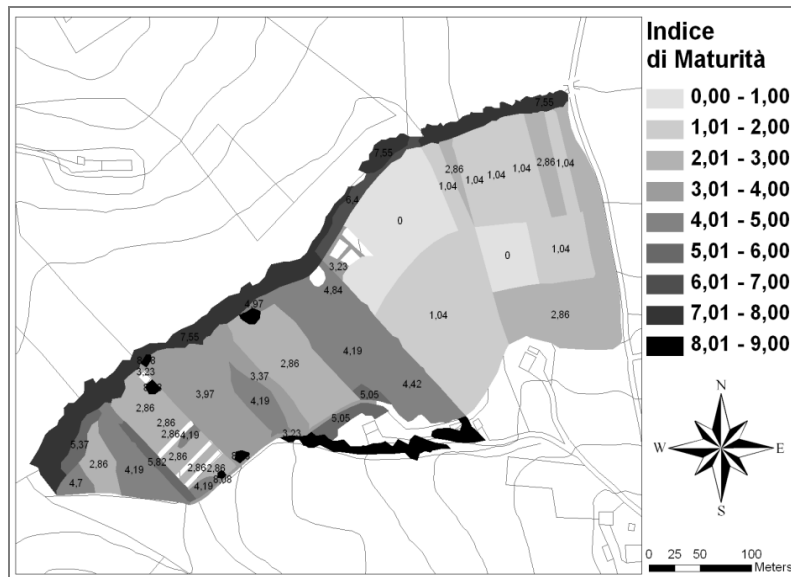 Indice
di Maturità
0,00 - 1,00
1,01 - 2,00
2,01 - 3,00
3,01 - 4,00
4,01 - 5,00
5,01 - 6,00
6,01 - 7,00
7,01 - 8,00
8,01 - 9,00
N
W E
S
0 25 50 100
Meters
7,55
7,55
2,86 1,04 1,04 1,04 1,04 2,86 1,04
6,4
0
0 1,04
3,23
4,84
4,97
1,04 2,86
7,55
4,19
2,86
3,23
3,37
4,42
3,97
4,19
5,05
2,86
5,05
2,86
2,86 4,19
3,23
5,37
2,86
2,86
4,19
5,82
2,86 2,86
4,7
4,19